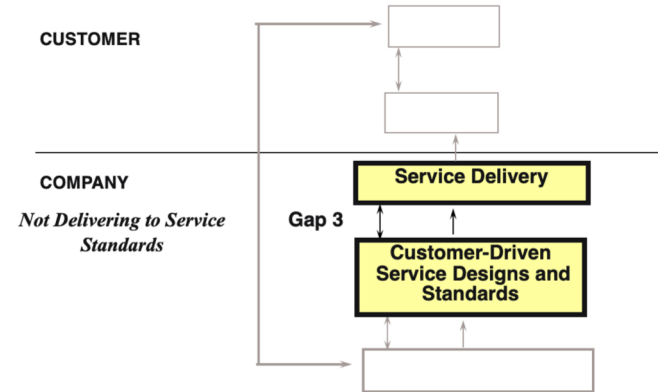 CUSTOMER
COMPANY
Service Delivery
Not Delivering to Service
Standards
Gap 3
Customer-Driven
Service Designs and
Standards